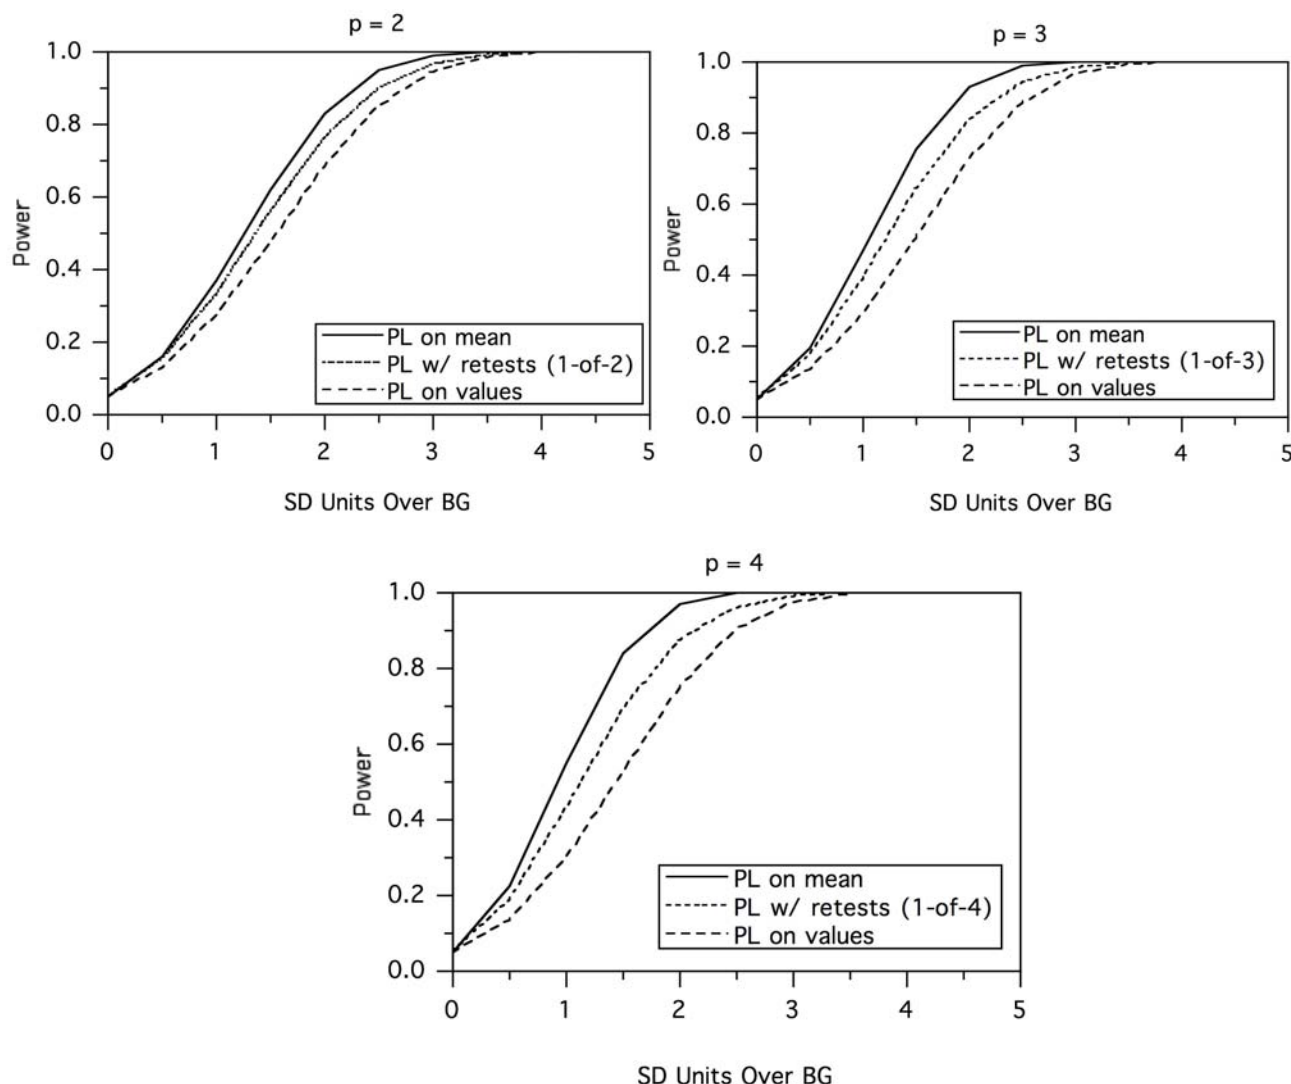 p = 2
1.0
0.8
0.6
0.4
0.2
0.0
Power
PL on mean
PL w/ retests (1-of-2)
PL on values
0 1 2 3 4 5
SD Units Over BG
p = 3
1.0
0.8
0.6
0.4
0.2
0.0
Power
PL on mean
PL w/ retests (1-of-3)
PL on values
0 1 2 3 4 5
SD Units Over BG
p = 4
1.0
0.8
0.6
0.4
0.2
0.0
Power
PL on mean
PL w/ retests (1-of-4)
PL on values
0 1 2 3 4 5
SD Units Over BG